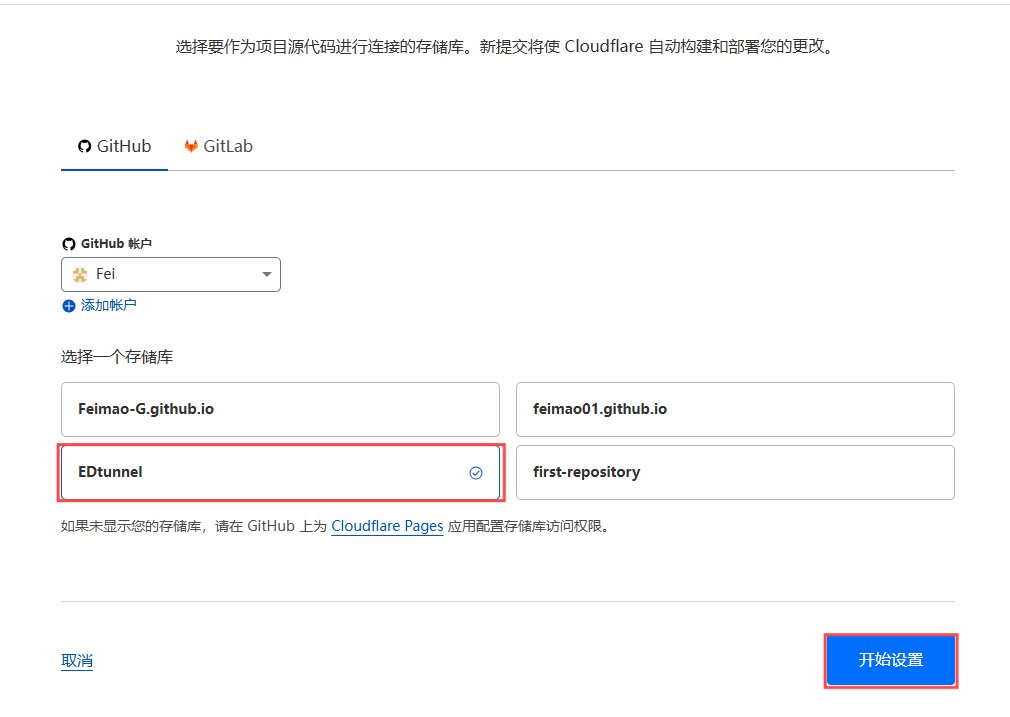 选择要作为项目源代码进行连接的存储库。新提交将使 Cloudflare 自动构建和部署您的更改。
GitHub GitLab
GitHub 帐户
Fei
添加帐户
选择一个存储库
Feimao-G.github.io feimao01.github.io
EDtunnel first-repository
如果未显示您的存储库，请在 GitHub 上为 Cloudflare Pages 应用配置存储库访问权限。
取消 开始设置